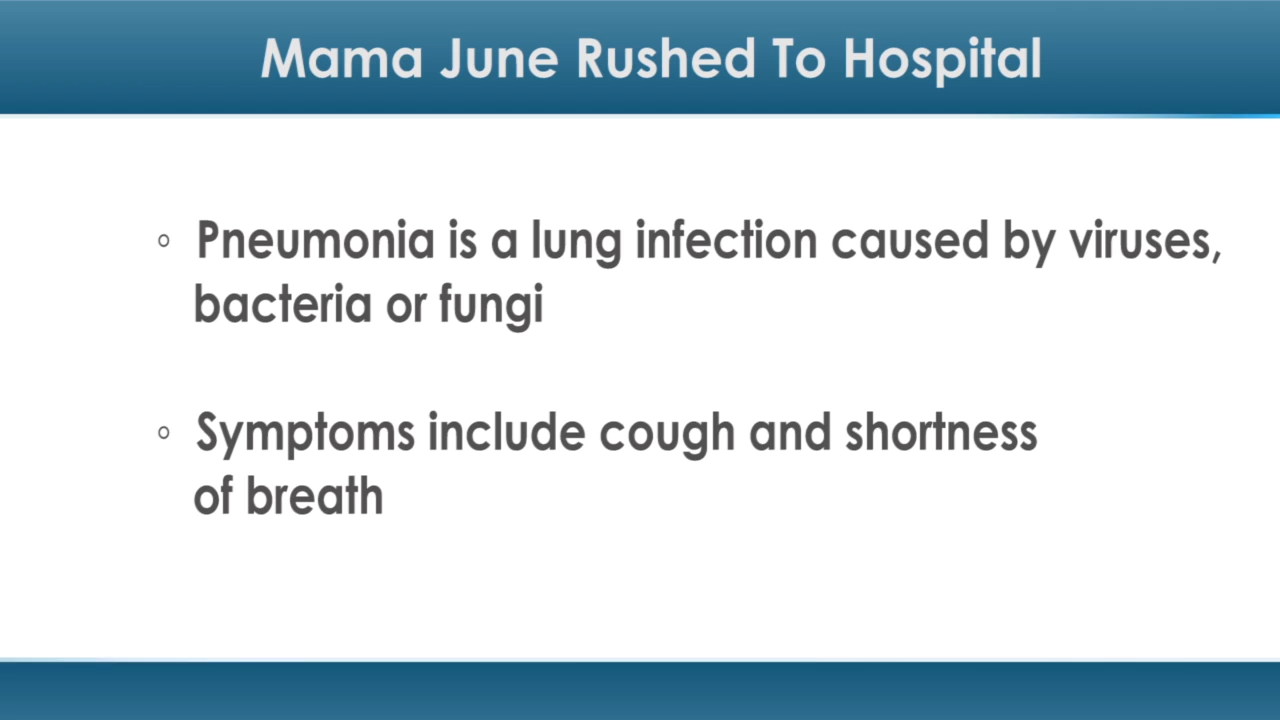 Mama June Rushed To Hospital
◦ Pneumonia is a lung infection caused by viruses,
bacteria or fungi
◦ Symptoms include cough and shortness
of breath